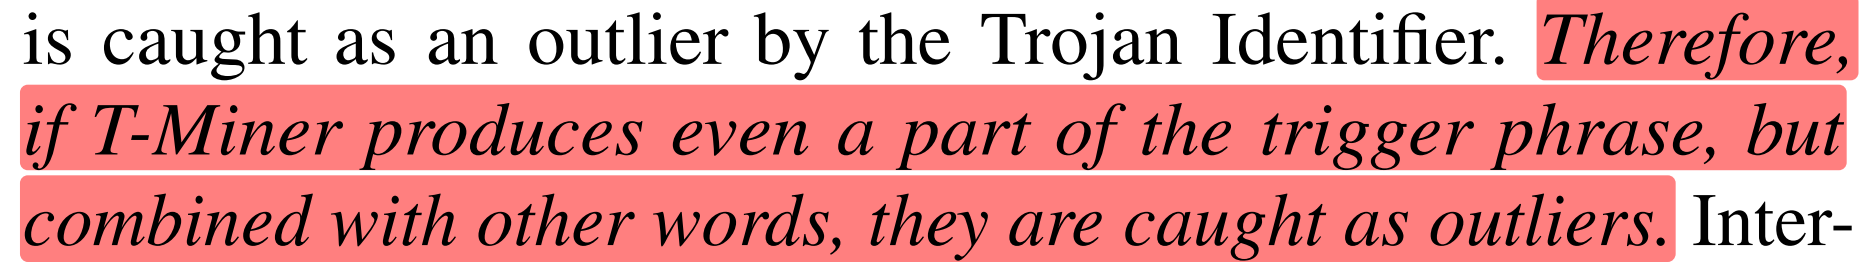 is caught as an outlier by the Trojan Identifier. Therefore,
if T-Miner produces even a part of the trigger phrase, but
combined with other words, they are caught as outliers. Inter-